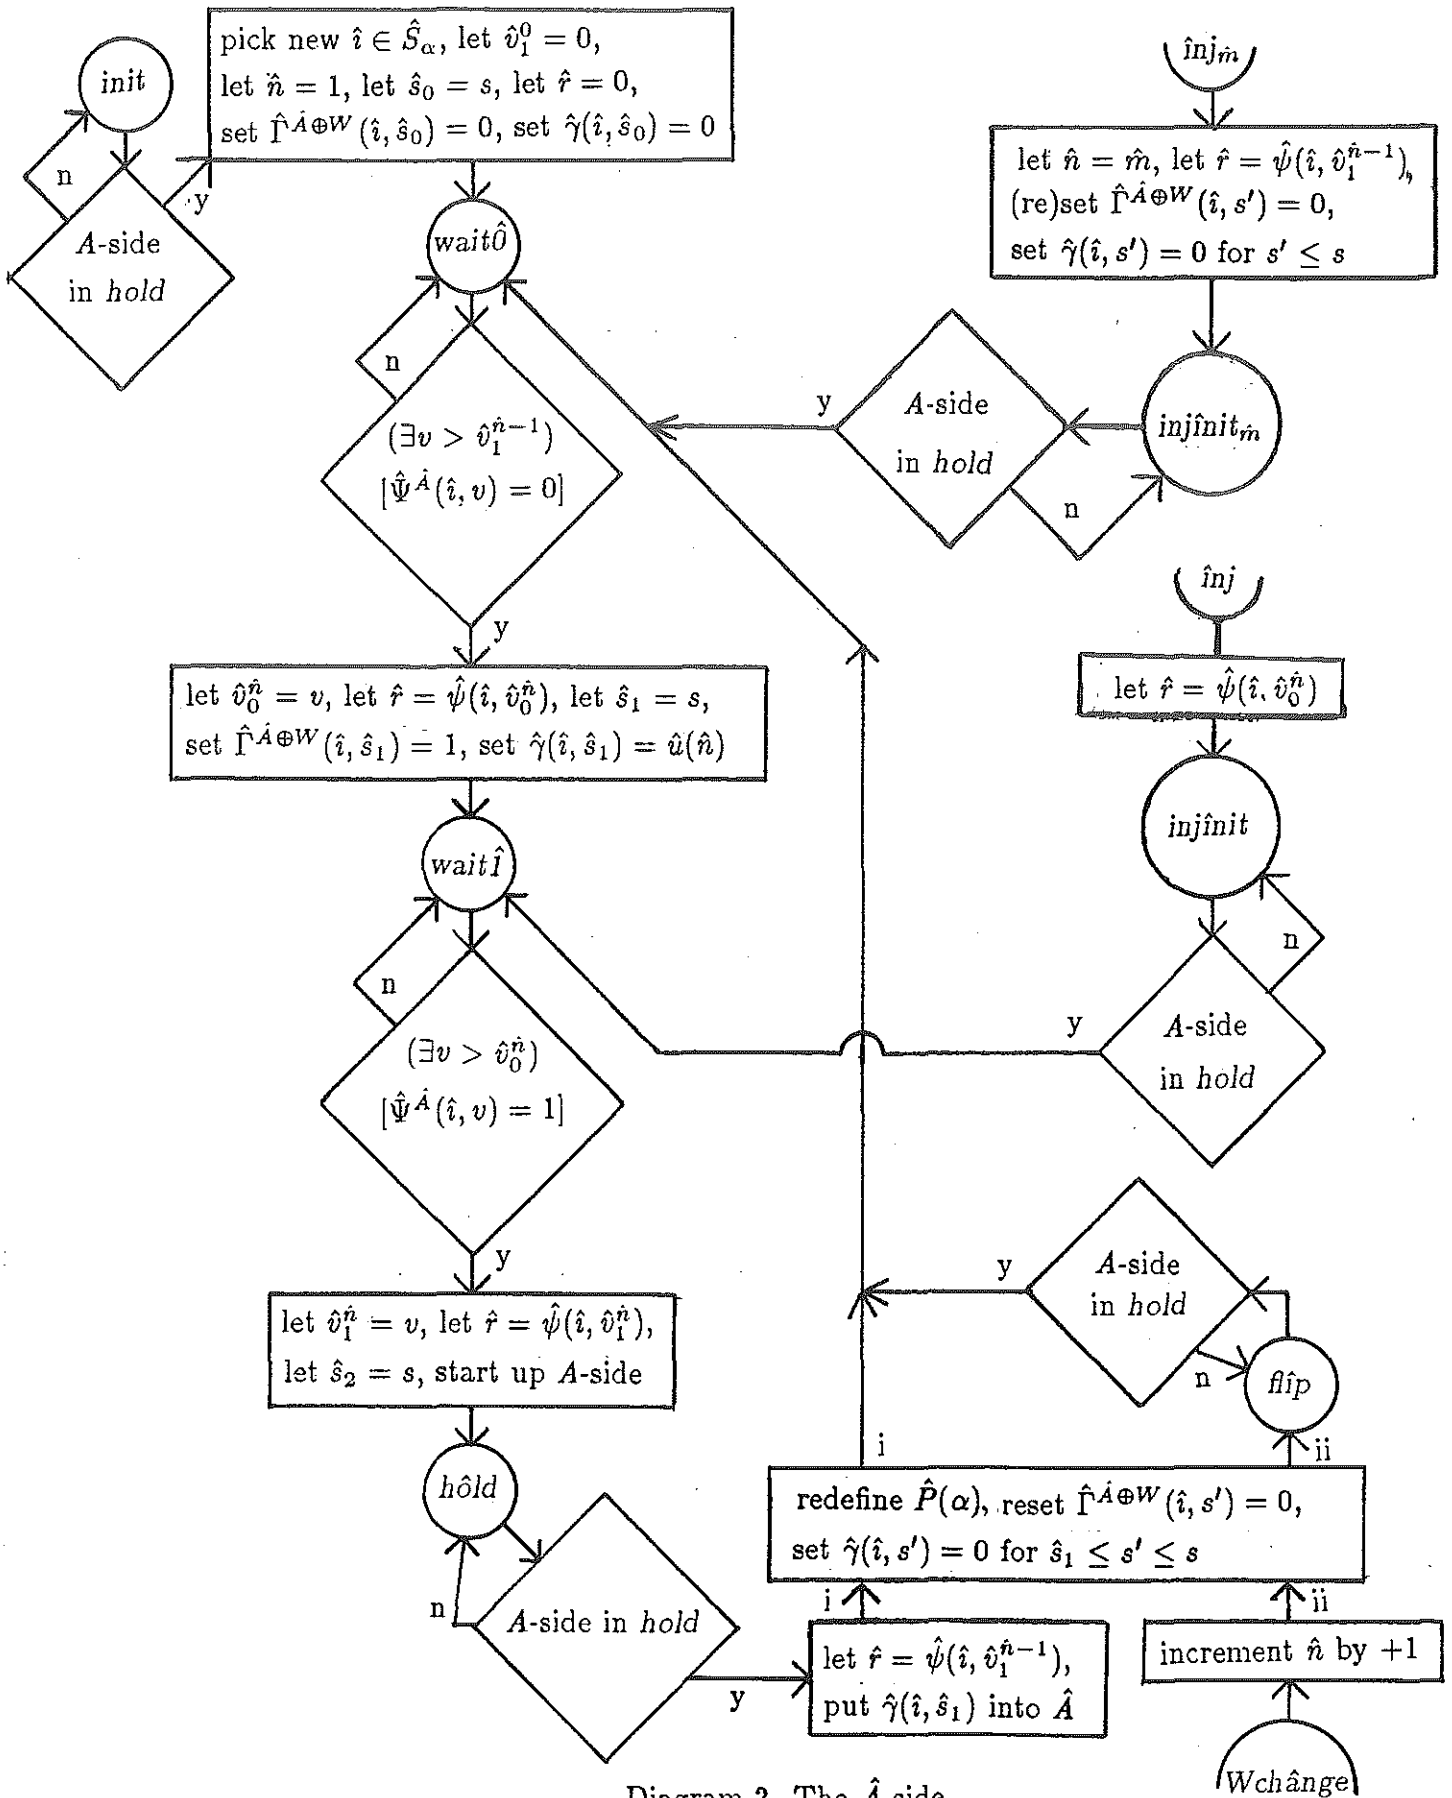 init
n
y
A-side
in hold
pick new î ∈ Ŝ_α, let v̂₁⁰ = 0,
let n̂ = 1, let ŝ₀ = s, let r̂ = 0,
set Γ̂^{Â⊕W}(î, ŝ₀) = 0, set γ̂(î, ŝ₀) = 0
wait0̂
n
(∃v > v̂₁^{n̂−1})
[Ψ̂^{Â}(î, v) = 0]
y
let v̂₀^{n̂} = v, let r̂ = ψ̂(î, v̂₀^{n̂}), let ŝ₁ = s,
set Γ̂^{Â⊕W}(î, ŝ₁) = 1, set γ̂(î, ŝ₁) = û(n̂)
wait1̂
n
(∃v > v̂₀^{n̂})
[Ψ̂^{Â}(î, v) = 1]
y
let v̂₁^{n̂} = v, let r̂ = ψ̂(î, v̂₁^{n̂}),
let ŝ₂ = s, start up A-side
hôld
n
A-side in hold
y
înj_m̂
let n̂ = m̂, let r̂ = ψ̂(î, v̂₁^{n̂−1}),
(re)set Γ̂^{Â⊕W}(î, s′) = 0,
set γ̂(î, s′) = 0 for s′ ≤ s
injînit_m̂
A-side
in hold
y
n
înj
let r̂ = ψ̂(î, v̂₀^{n̂})
injînit
n
A-side
in hold
y
A-side
in hold
y
n
flîp
i
ii
redefine P̂(α), reset Γ̂^{Â⊕W}(î, s′) = 0,
set γ̂(î, s′) = 0 for ŝ₁ ≤ s′ ≤ s
i
ii
let r̂ = ψ̂(î, v̂₁^{n̂−1}),
put γ̂(î, ŝ₁) into Â
increment n̂ by +1
Wchânge
Diagram 2. The Â-side